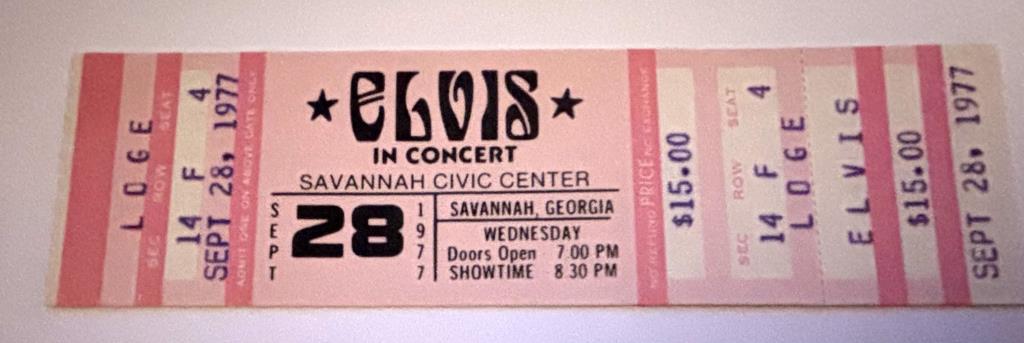 LOGE
SEC ROW SEAT
14 F 4
SEPT 28, 1977
ADMIT ONE ON ABOVE DATE ONLY
★ELVIS★
IN CONCERT
SAVANNAH CIVIC CENTER
SEPT
28
1977
SAVANNAH, GEORGIA
WEDNESDAY
Doors Open 7:00 PM
SHOWTIME 8:30 PM
NO REFUND PRICE NO EXCHANGE
$15.00
SEC ROW SEAT
14 F 4
LOGE
ELVIS
$15.00
SEPT 28, 1977